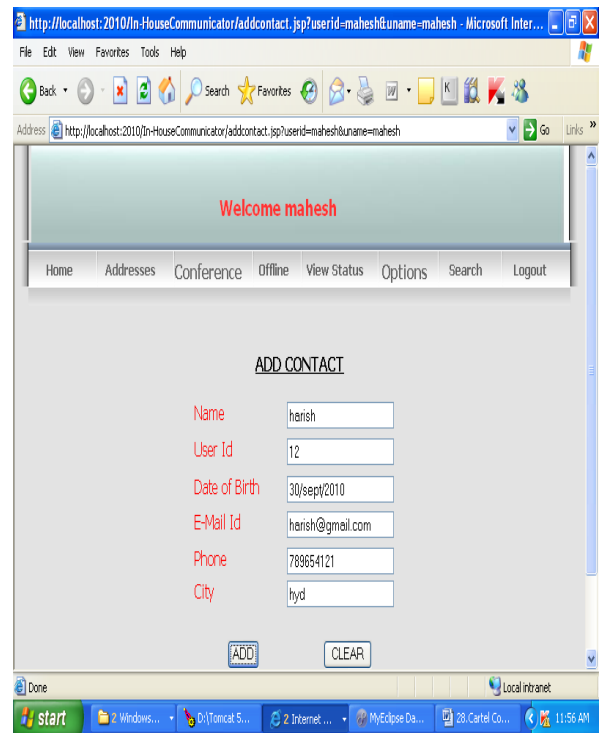 http://localhost:2010/In-HouseCommunicator/addcontact.jsp?userid=mahesh&uname=mahesh - Microsoft Inter...
File Edit View Favorites Tools Help
Back Search Favorites
Address http://localhost:2010/In-HouseCommunicator/addcontact.jsp?userid=mahesh&uname=mahesh Go Links »
Welcome mahesh
Home Addresses Conference Offline View Status Options Search Logout
ADD CONTACT
Name harish
User Id 12
Date of Birth 30/sept/2010
E-Mail Id harish@gmail.com
Phone 789654121
City hyd
ADD CLEAR
Done Local intranet
start 2 Windows... D:\Tomcat 5... 2 Internet ... MyEclipse Da... 28.Cartel Co... 11:56 AM